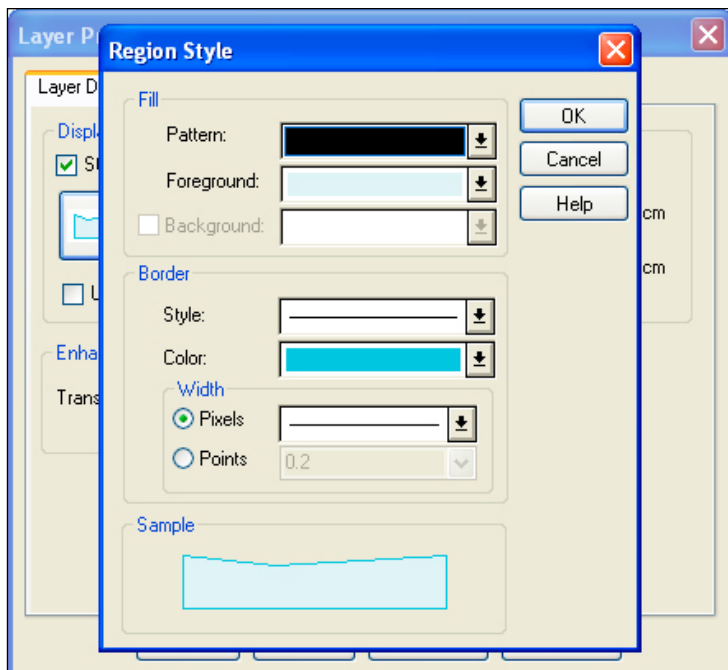 Layer P
Region Style
Layer D
Fill
Pattern:
OK
Displ
Foreground:
Cancel
Background:
Help
cm
cm
Border
Style:
Color:
Enha
Width
Trans
Pixels
Points
0.2
Sample